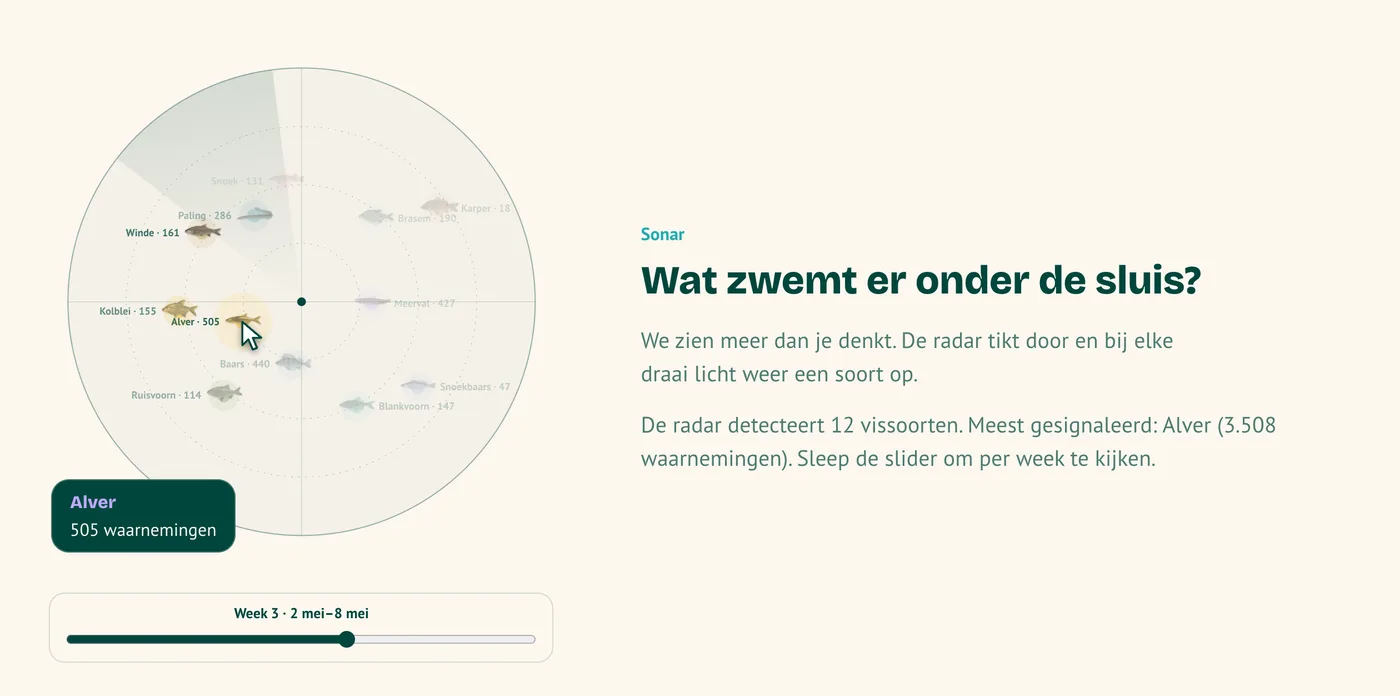 Snoek · 131
Karper · 18
Paling · 286
Brasem · 190
Winde · 161
Meerval · 427
Kolblei · 155
Alver · 505
Baars · 440
Snoekbaars · 47
Ruisvoorn · 114
Blankvoorn · 147
Alver
505 waarnemingen
Week 3 · 2 mei–8 mei
Sonar
Wat zwemt er onder de sluis?
We zien meer dan je denkt. De radar tikt door en bij elke
draai licht weer een soort op.
De radar detecteert 12 vissoorten. Meest gesignaleerd: Alver (3.508
waarnemingen). Sleep de slider om per week te kijken.